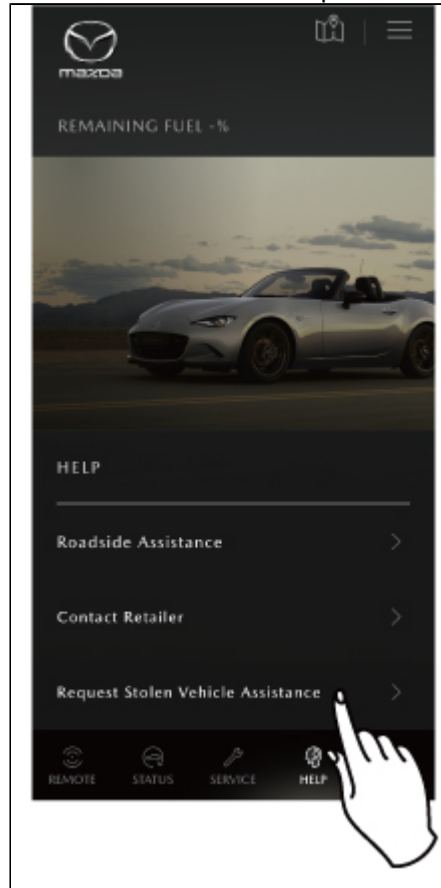 mazda
REMAINING FUEL -%
HELP
Roadside Assistance
Contact Retailer
Request Stolen Vehicle Assistance
REMOTE STATUS SERVICE HELP